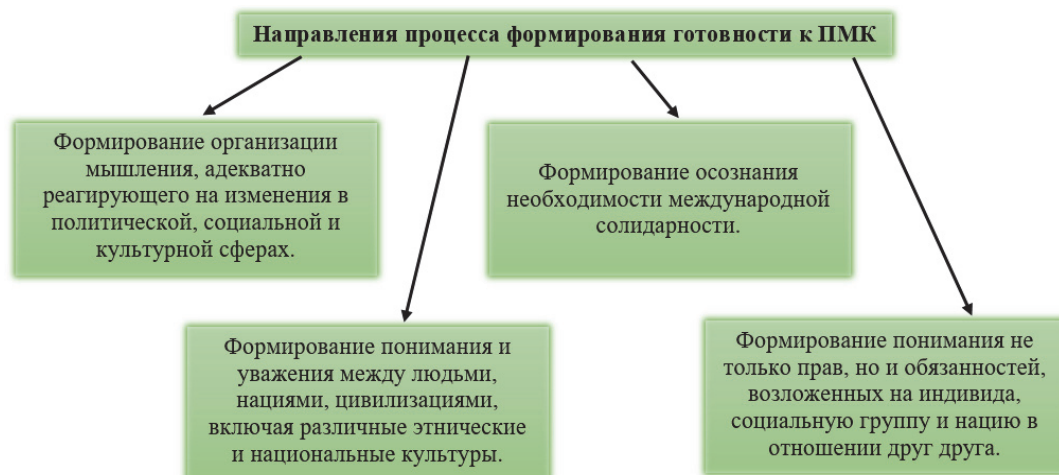 Направления процесса формирования готовности к ПМК
Формирование организации
мышления, адекватно
реагирующего на изменения в
политической, социальной и
культурной сферах.
Формирование осознания
необходимости международной
солидарности.
Формирование понимания и
уважения между людьми,
нациями, цивилизациями,
включая различные этнические
и национальные культуры.
Формирование понимания не
только прав, но и обязанностей,
возложенных на индивида,
социальную группу и нацию в
отношении друг друга.